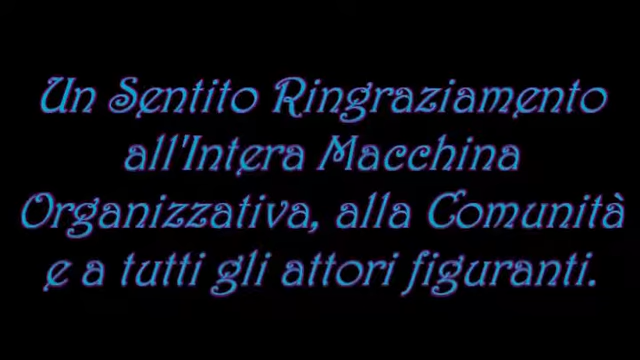 Un Sentito Ringraziamento
all'Intera Macchina
Organizzativa, alla Comunità
e a tutti gli attori figuranti.